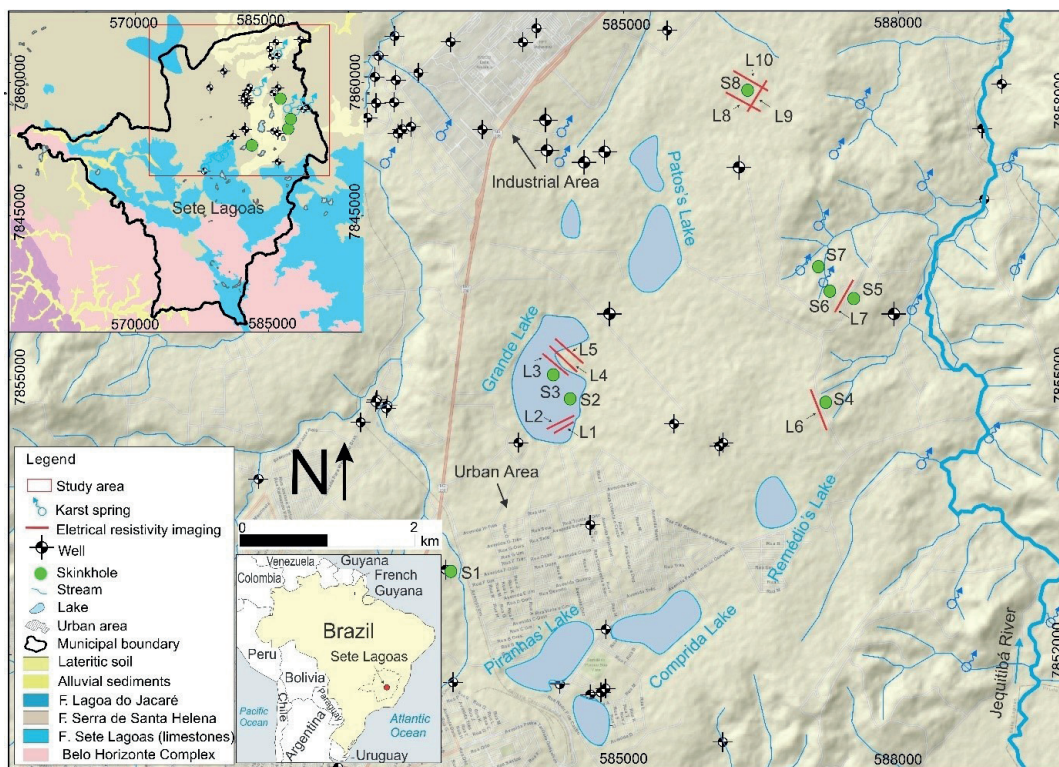 570000
585000
7860000
7845000
Sete Lagoas
570000
585000
7860000
7845000
585000
588000
7858000
7855000
7855000
7852000
585000
588000
Industrial Area
L10
S8
L8
L9
Patos's Lake
S7
S6
S5
L7
Grande Lake
L5
L3
L4
S3
S2
L2
L1
S4
L6
Urban Area
Remédio's Lake
S1
Piranhas' Lake
Comprida Lake
Jequitibá River
N
0
2
km
Legend
Study area
Karst spring
Eletrical resistivity imaging
Well
Skinkhole
Stream
Lake
Urban area
Municipal boundary
Lateritic soil
Alluvial sediments
F. Lagoa do Jacaré
F. Serra de Santa Helena
F. Sete Lagoas (limestones)
Belo Horizonte Complex
Venezuela
Guyana
Colombia
French
Guyana
Brazil
Peru
Sete Lagoas
Bolivia
Paraguay
Pacific
Ocean
Chile
Argentina
Atlantic
Ocean
Uruguay